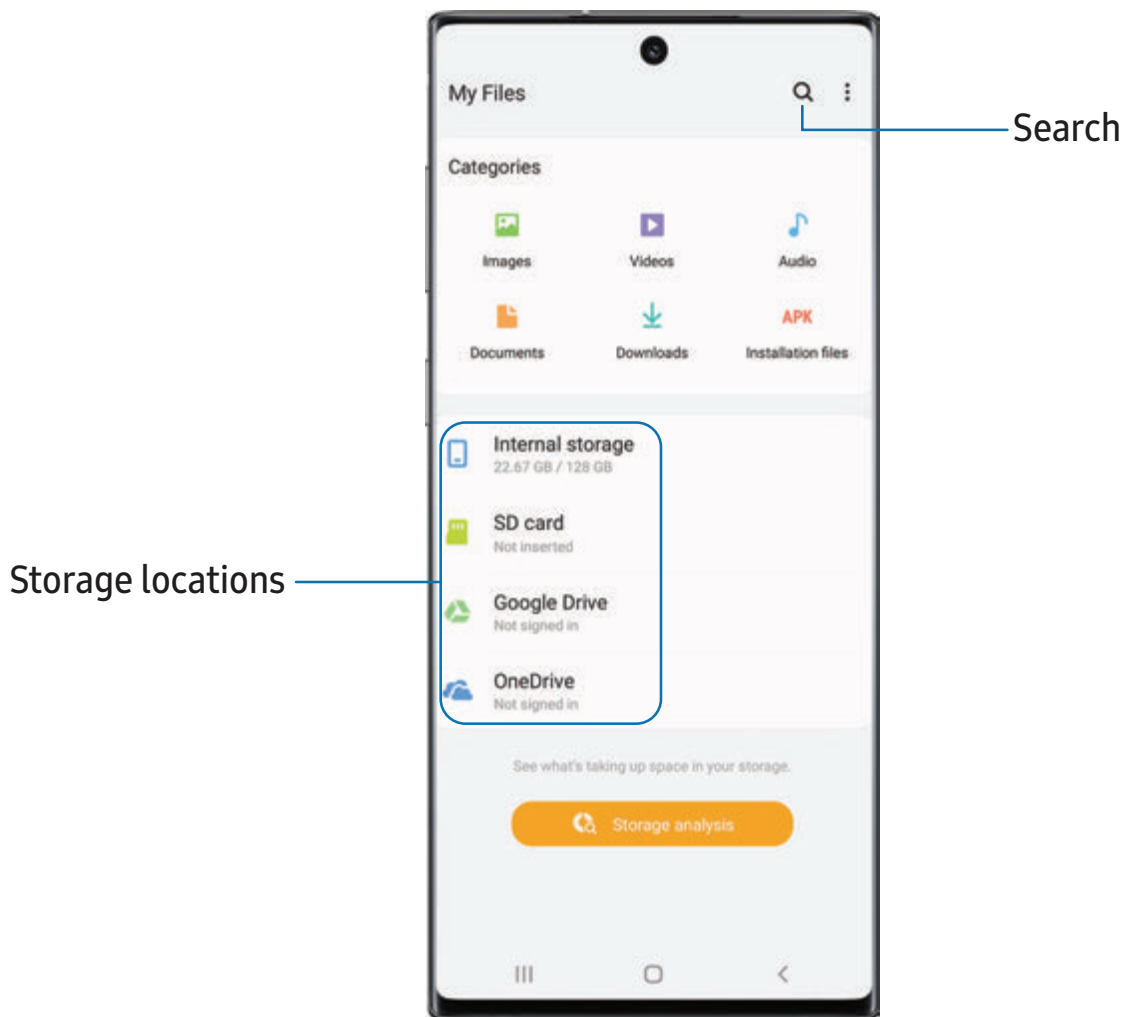 My Files
Search
Categories
Images Videos Audio
APK
Documents Downloads Installation files
Internal storage
22.67 GB / 128 GB
SD card
Not inserted
Storage locations
Google Drive
Not signed in
OneDrive
Not signed in
See what's taking up space in your storage.
Storage analysis